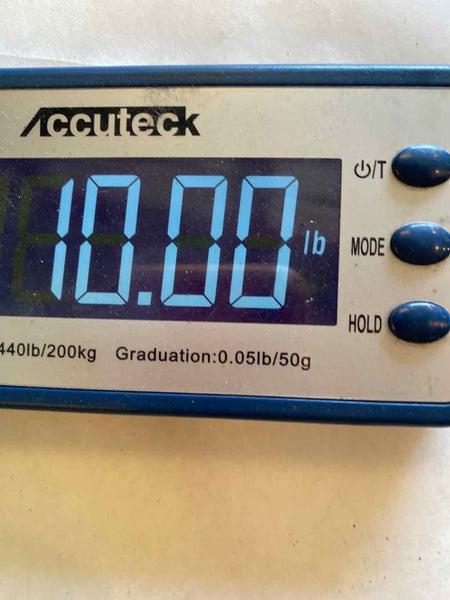 Accuteck
⏻/T
10.00 lb
MODE
HOLD
440lb/200kg Graduation:0.05lb/50g